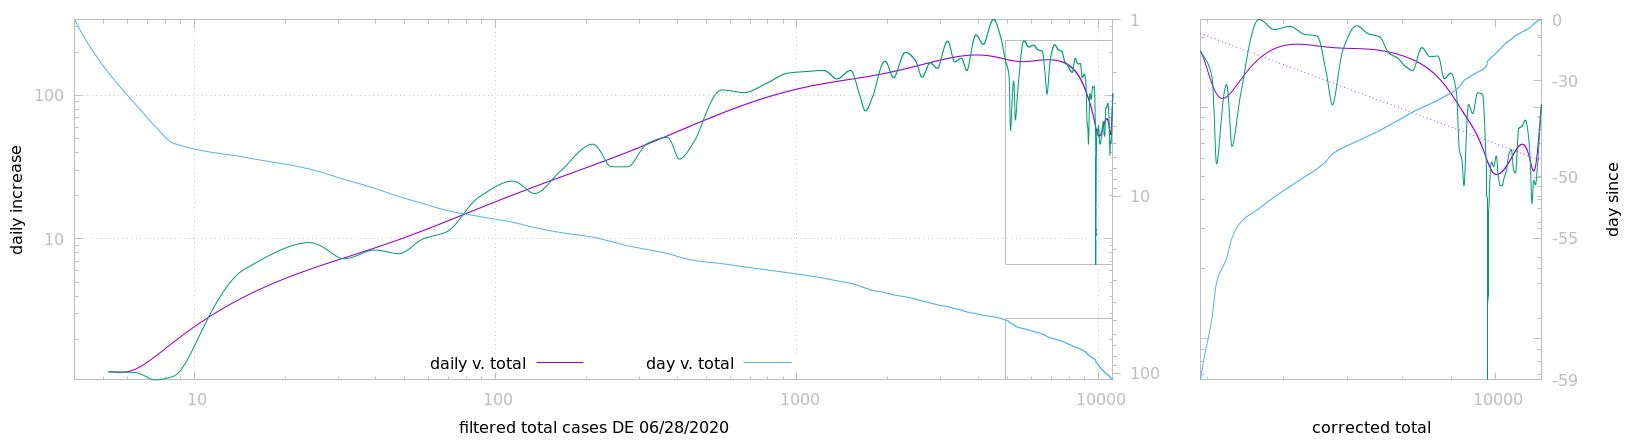 1
0
100
-30
daily increase
10
-50
day since
10
-55
daily v. total
day v. total
100
-59
10
100
1000
10000
10000
filtered total cases DE 06/28/2020
corrected total